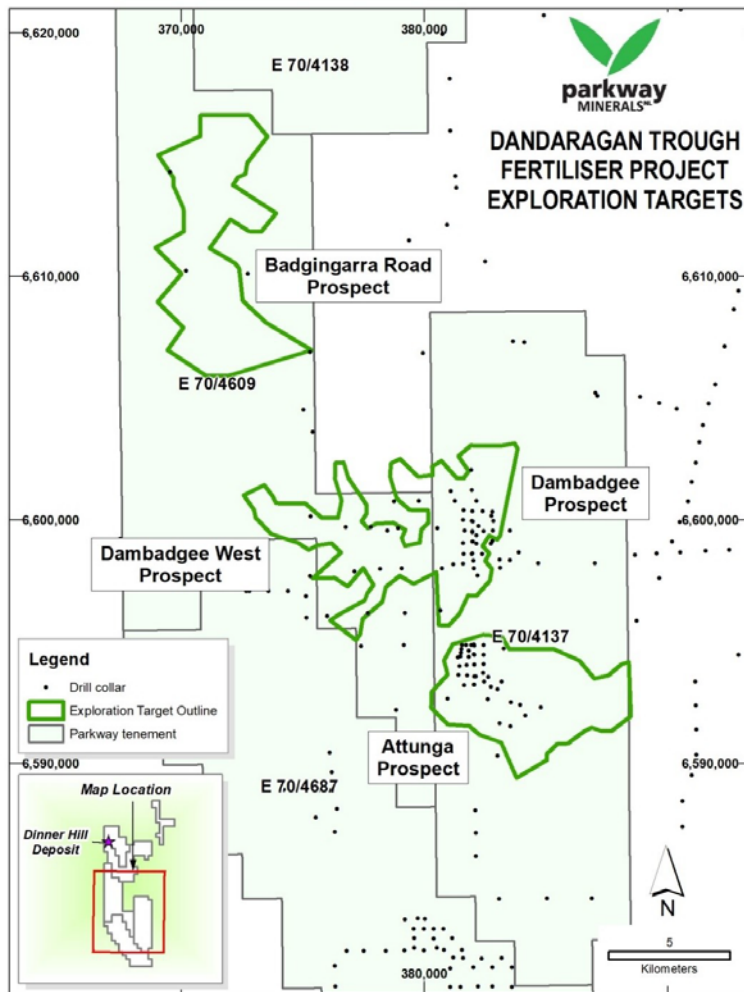 6,620,000
370,000
380,000
E 70/4138
parkway
MINERALS NL
DANDARAGAN TROUGH
FERTILISER PROJECT
EXPLORATION TARGETS
6,610,000
6,610,000
Badgingarra Road
Prospect
E 70/4609
Dambadgee
Prospect
6,600,000
6,600,000
Dambadgee West
Prospect
E 70/4137
Legend
Drill collar
Exploration Target Outline
Parkway tenement
Attunga
Prospect
6,590,000
6,590,000
E 70/4687
Map Location
Dinner Hill
Deposit
N
5
Kilometers
380,000